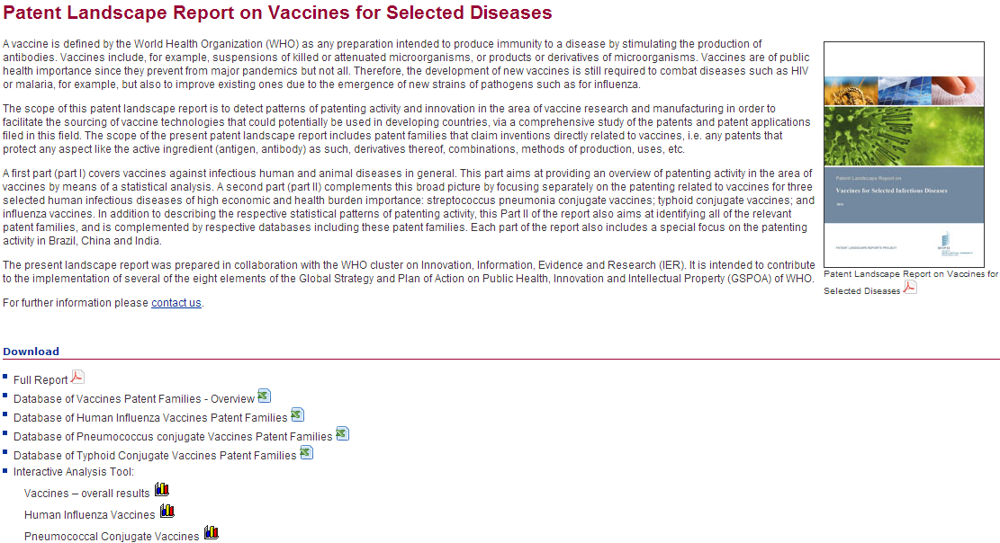 Patent Landscape Report on Vaccines for Selected Diseases
A vaccine is defined by the World Health Organization (WHO) as any preparation intended to produce immunity to a disease by stimulating the production of
antibodies. Vaccines include, for example, suspensions of killed or attenuated microorganisms, or products or derivatives of microorganisms. Vaccines are of public
health importance since they prevent from major pandemics but not all. Therefore, the development of new vaccines is still required to combat diseases such as HIV
or malaria, for example, but also to improve existing ones due to the emergence of new strains of pathogens such as for influenza.
The scope of this patent landscape report is to detect patterns of patenting activity and innovation in the area of vaccine research and manufacturing in order to
facilitate the sourcing of vaccine technologies that could potentially be used in developing countries, via a comprehensive study of the patents and patent applications
filed in this field. The scope of the present patent landscape report includes patent families that claim inventions directly related to vaccines, i.e. any patents that
protect any aspect like the active ingredient (antigen, antibody) as such, derivatives thereof, combinations, methods of production, uses, etc.
A first part (part I) covers vaccines against infectious human and animal diseases in general. This part aims at providing an overview of patenting activity in the area of
vaccines by means of a statistical analysis. A second part (part II) complements this broad picture by focusing separately on the patenting related to vaccines for three
selected human infectious diseases of high economic and health burden importance: streptococcus pneumonia conjugate vaccines; typhoid conjugate vaccines; and
influenza vaccines. In addition to describing the respective statistical patterns of patenting activity, this Part II of the report also aims at identifying all of the relevant
patent families, and is complemented by respective databases including these patent families. Each part of the report also includes a special focus on the patenting
activity in Brazil, China and India.
The present landscape report was prepared in collaboration with the WHO cluster on Innovation, Information, Evidence and Research (IER). It is intended to contribute
to the implementation of several of the eight elements of the Global Strategy and Plan of Action on Public Health, Innovation and Intellectual Property (GSPOA) of WHO.
For further information please contact us.
Patent Landscape Report on
Vaccines for Selected Infectious Diseases
PATENT LANDSCAPE REPORTS PROJECT
WIPO
Patent Landscape Report on Vaccines for
Selected Diseases
Download
Full Report
Database of Vaccines Patent Families - Overview
Database of Human Influenza Vaccines Patent Families
Database of Pneumococcus conjugate Vaccines Patent Families
Database of Typhoid Conjugate Vaccines Patent Families
Interactive Analysis Tool:
Vaccines – overall results
Human Influenza Vaccines
Pneumococcal Conjugate Vaccines